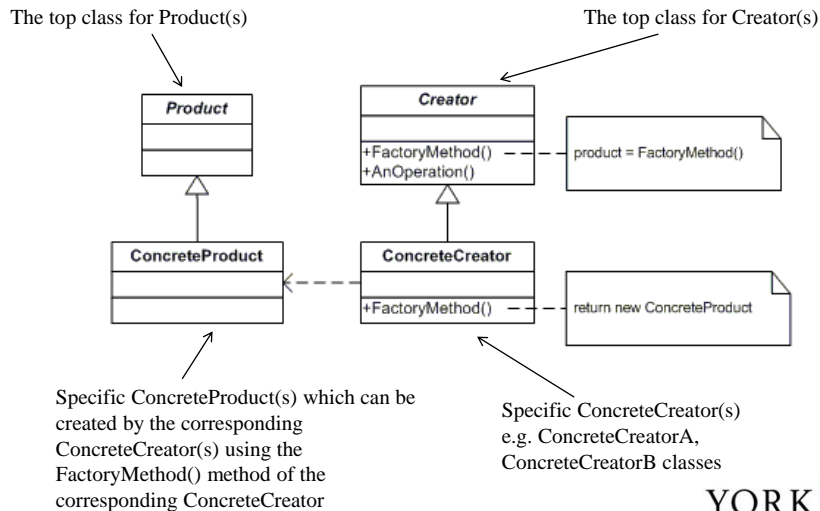 The top class for Product(s)
The top class for Creator(s)
Product
Creator
+FactoryMethod()
+AnOperation()
product = FactoryMethod()
ConcreteProduct
ConcreteCreator
+FactoryMethod()
return new ConcreteProduct
Specific ConcreteProduct(s) which can be
created by the corresponding
ConcreteCreator(s) using the
FactoryMethod() method of the
corresponding ConcreteCreator
Specific ConcreteCreator(s)
e.g. ConcreteCreatorA,
ConcreteCreatorB classes
YORK